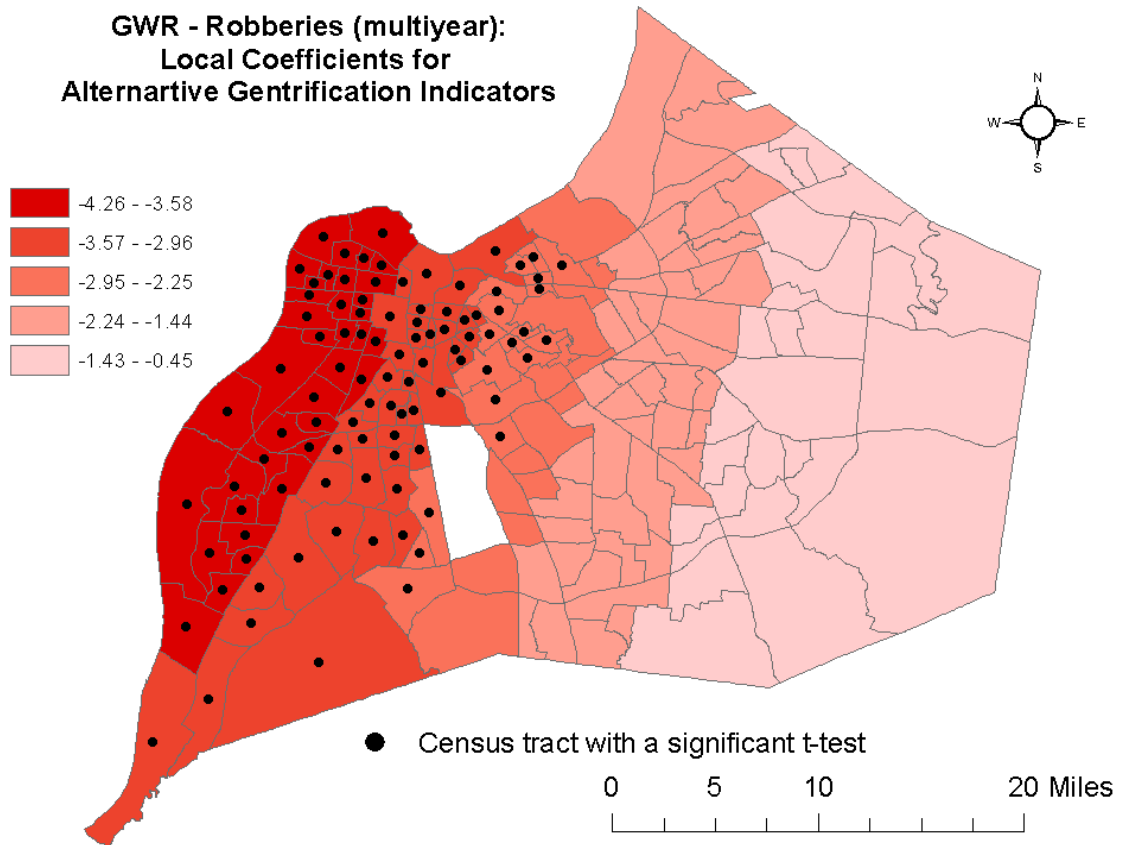 GWR - Robberies (multiyear):
Local Coefficients for
Alternartive Gentrification Indicators
N
W E
S
-4.26 - -3.58
-3.57 - -2.96
-2.95 - -2.25
-2.24 - -1.44
-1.43 - -0.45
Census tract with a significant t-test
0 5 10 20 Miles